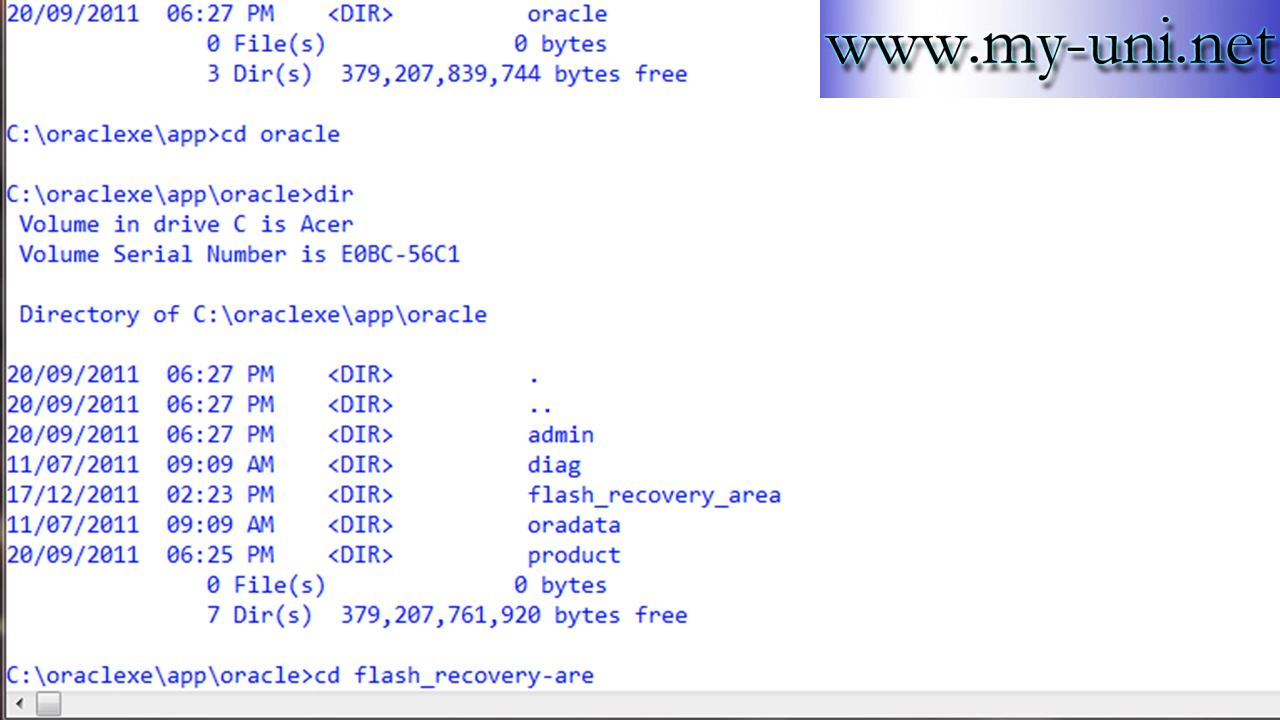 20/09/2011  06:27 PM    <DIR>          oracle
               0 File(s)              0 bytes
               3 Dir(s)  379,207,839,744 bytes free
www.my-uni.net
C:\oraclexe\app>cd oracle
C:\oraclexe\app\oracle>dir
 Volume in drive C is Acer
 Volume Serial Number is E0BC-56C1
 Directory of C:\oraclexe\app\oracle
20/09/2011  06:27 PM    <DIR>          .
20/09/2011  06:27 PM    <DIR>          ..
20/09/2011  06:27 PM    <DIR>          admin
11/07/2011  09:09 AM    <DIR>          diag
17/12/2011  02:23 PM    <DIR>          flash_recovery_area
11/07/2011  09:09 AM    <DIR>          oradata
20/09/2011  06:25 PM    <DIR>          product
               0 File(s)              0 bytes
               7 Dir(s)  379,207,761,920 bytes free
C:\oraclexe\app\oracle>cd flash_recovery-are